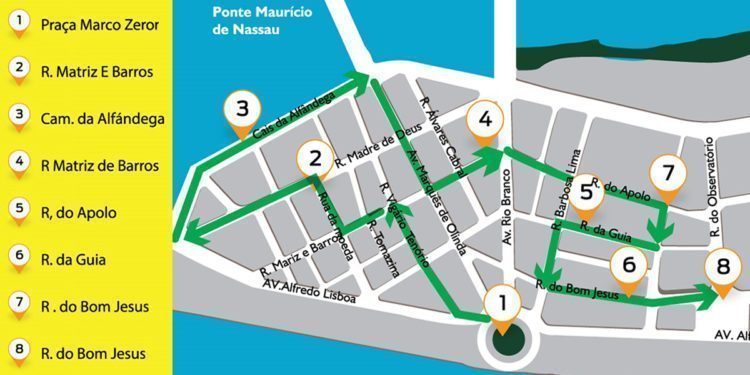 1 Praça Marco Zeror
2 R. Matriz E Barros
3 Cam. da Alfándega
4 R Matriz de Barros
5 R, do Apolo
6 R. da Guia
7 R . do Bom Jesus
8 R. do Bom Jesus
Ponte Maurício
de Nassau
3
Cais da Alfândega
2
R. Madre de Deus
R. Álvares Cabral
4
Av. Marquês de Olinda
Rua da moeda
R. Vigário Tenório
R. Tomazina
R. Mariz e Barros
AV.Alfredo Lisboa
Av. Rio Branco
1
R. Barbosa Lima
R. do Apolo
5
7
R. da Guia
R. do Observatório
6
R. do Bom Jesus
8
AV. A